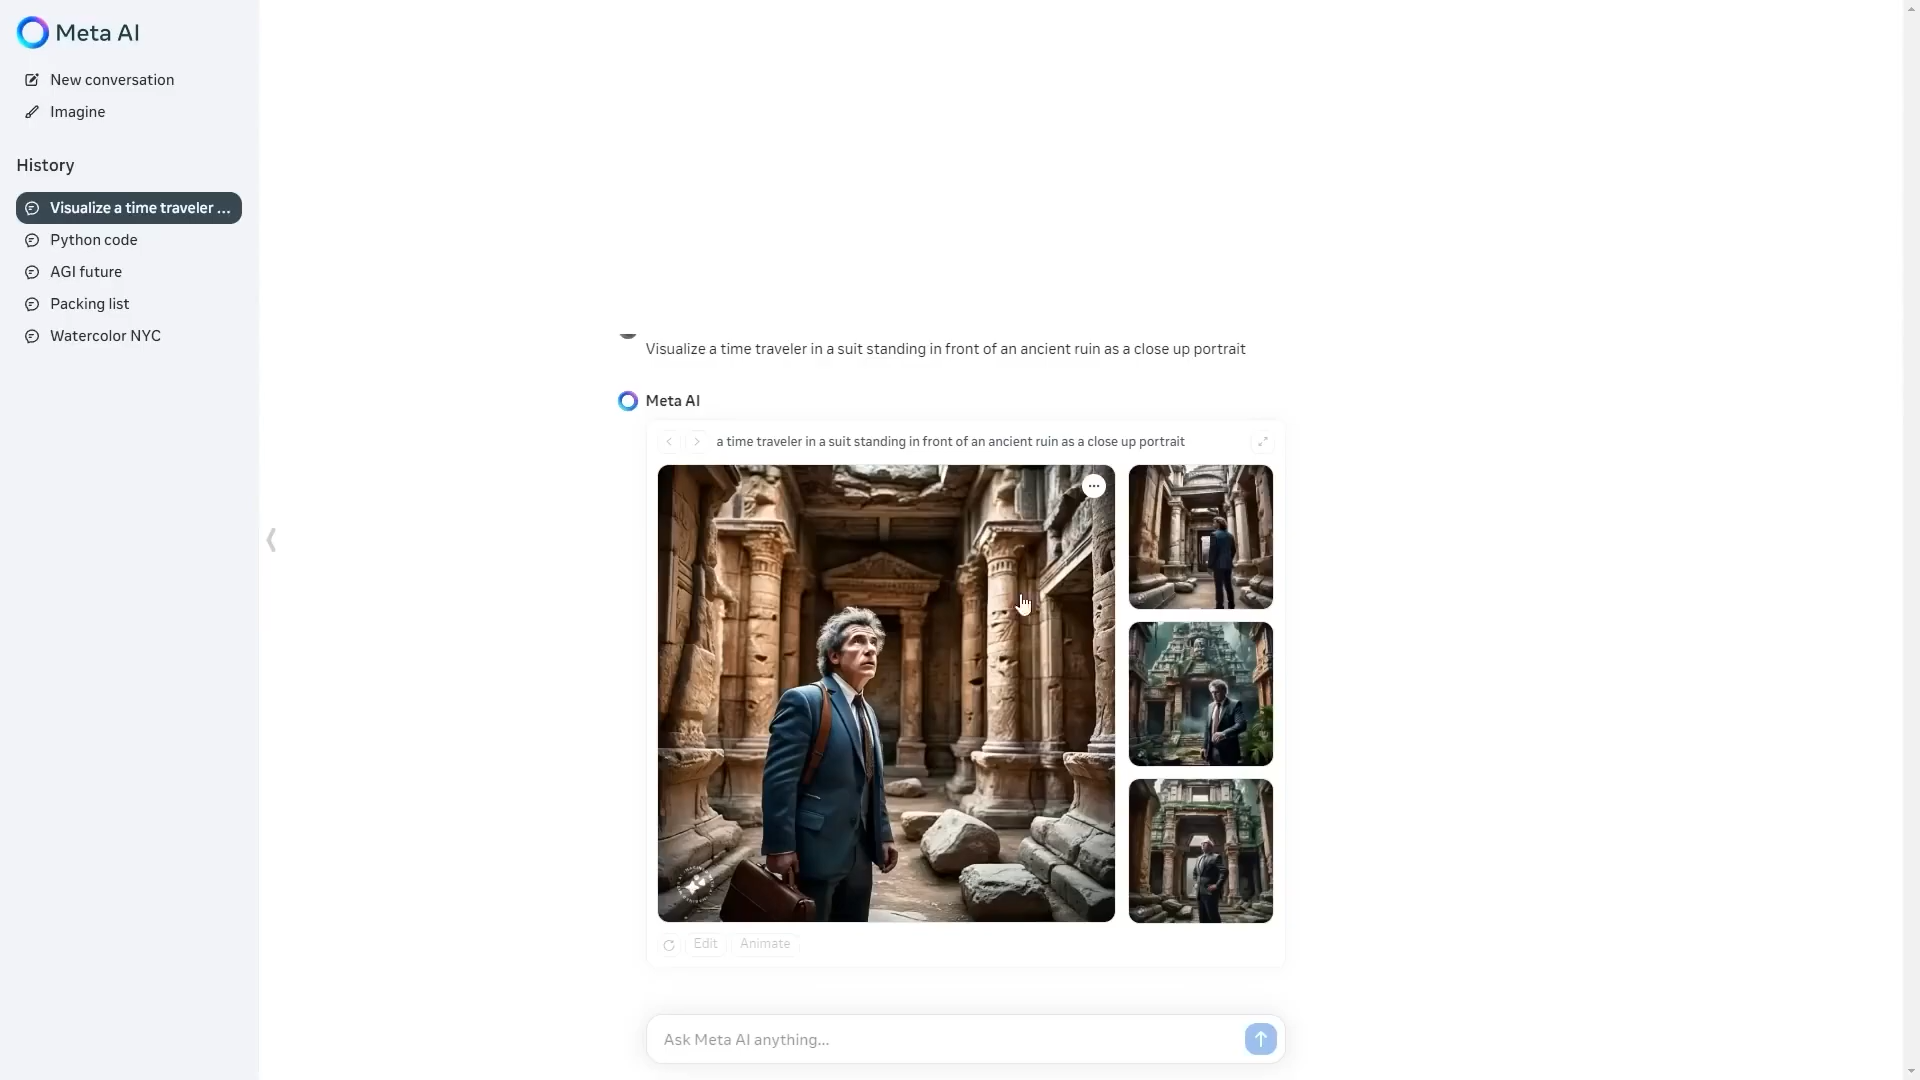 Meta AI
New conversation
Imagine
History
Visualize a time traveler ...
Python code
AGI future
Packing list
Watercolor NYC
Visualize a time traveler in a suit standing in front of an ancient ruin as a close up portrait
Meta AI
a time traveler in a suit standing in front of an ancient ruin as a close up portrait
Edit
Animate
Ask Meta AI anything...